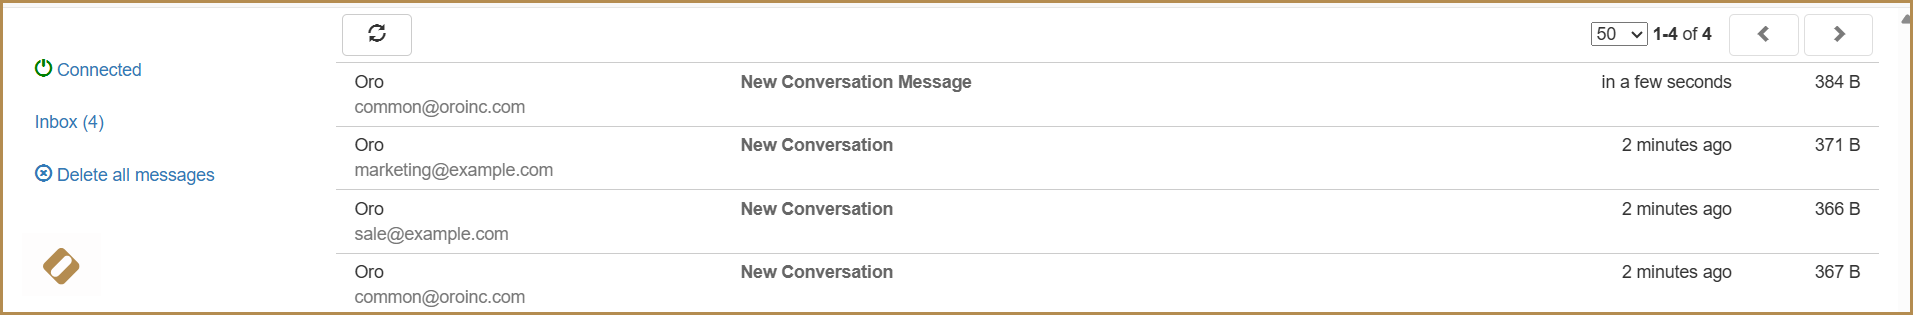 50 1-4 of 4
Connected
Inbox (4)
Delete all messages
Oro New Conversation Message in a few seconds 384 B
common@oroinc.com
Oro New Conversation 2 minutes ago 371 B
marketing@example.com
Oro New Conversation 2 minutes ago 366 B
sale@example.com
Oro New Conversation 2 minutes ago 367 B
common@oroinc.com